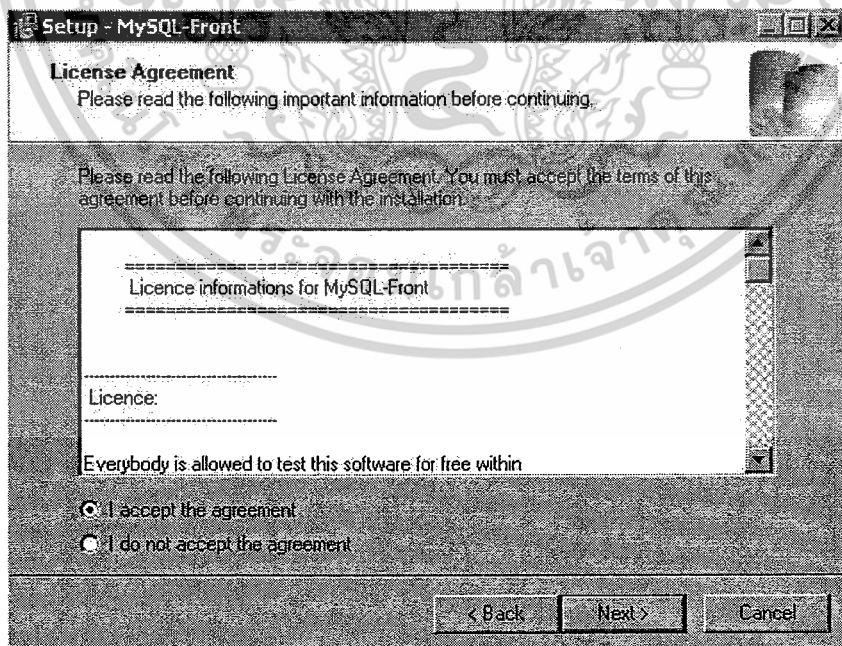 Setup - MySQL-Front
License Agreement
Please read the following important information before continuing.
Please read the following License Agreement. You must accept the terms of this
agreement before continuing with the installation.
=======================================
Licence informations for MySQL-Front
=======================================
----------------------------
Licence:
----------------------------
Everybody is allowed to test this software for free within
I accept the agreement
I do not accept the agreement
< Back
Next >
Cancel